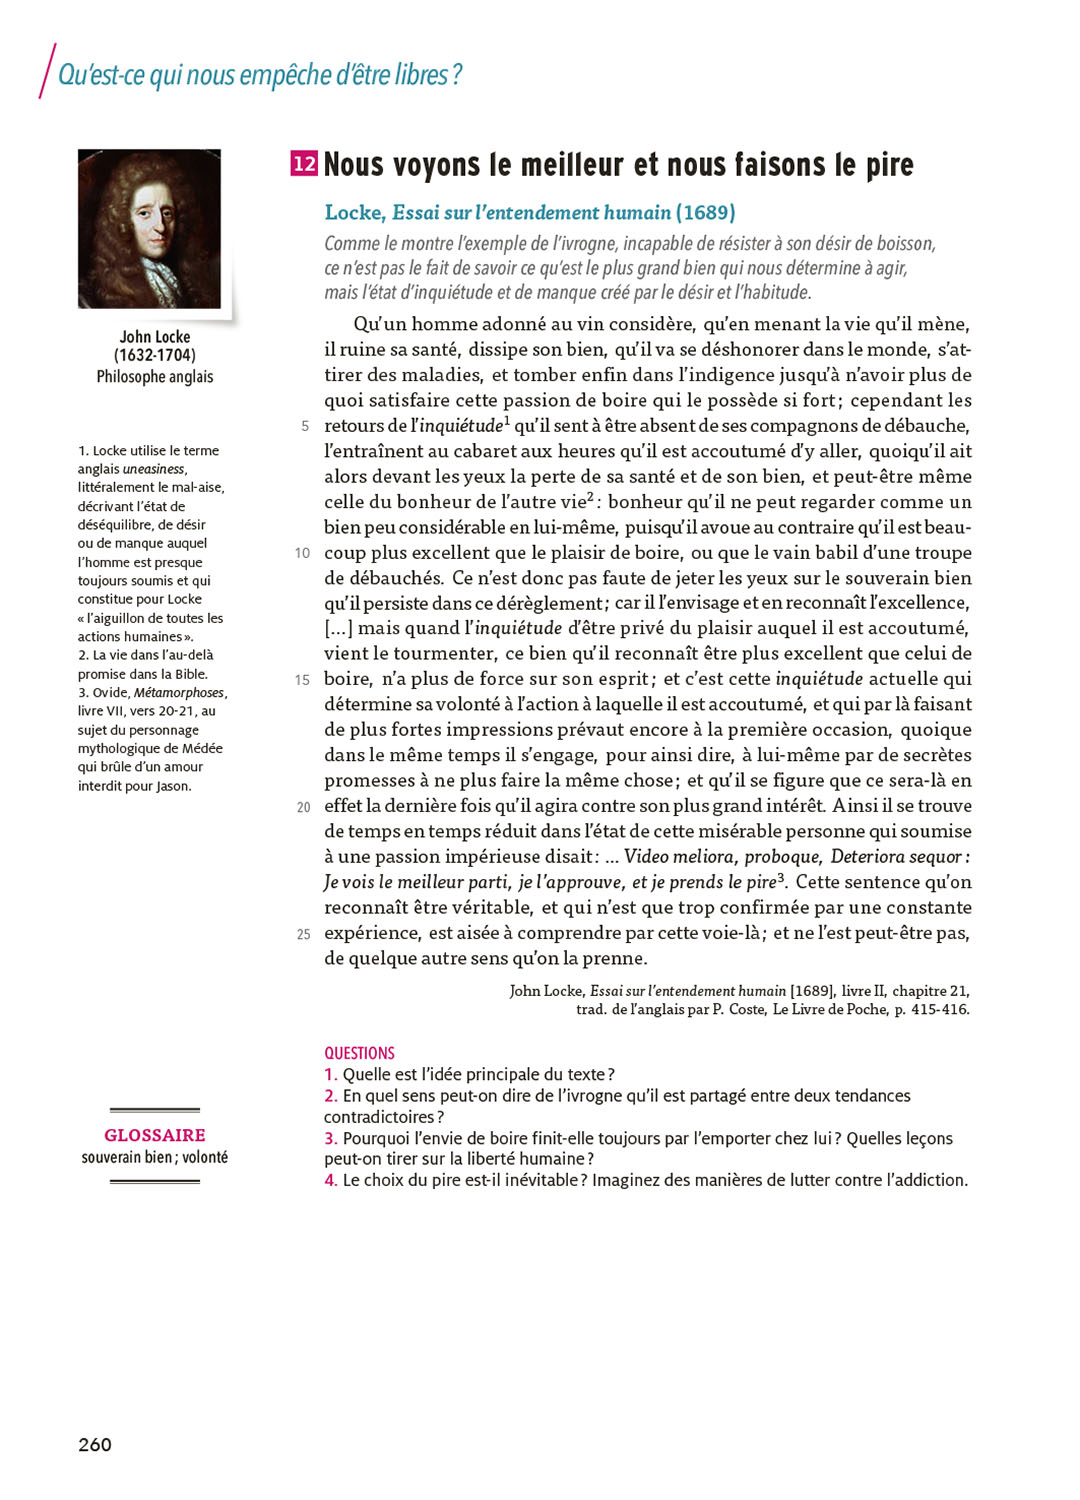 Qu'est-ce qui nous empêche d'être libres ?
12 Nous voyons le meilleur et nous faisons le pire
Locke, Essai sur l'entendement humain (1689)
Comme le montre l'exemple de l'ivrogne, incapable de résister à son désir de boisson,
ce n'est pas le fait de savoir ce qu'est le plus grand bien qui nous détermine à agir,
mais l'état d'inquiétude et de manque créé par le désir et l'habitude.
John Locke
(1632-1704)
Philosophe anglais
Qu'un homme adonné au vin considère, qu'en menant la vie qu'il mène,
il ruine sa santé, dissipe son bien, qu'il va se déshonorer dans le monde, s'at-
tirer des maladies, et tomber enfin dans l'indigence jusqu'à n'avoir plus de
quoi satisfaire cette passion de boire qui le possède si fort ; cependant les
5 retours de l'inquiétude1 qu'il sent à être absent de ses compagnons de débauche,
l'entraînent au cabaret aux heures qu'il est accoutumé d'y aller, quoiqu'il ait
alors devant les yeux la perte de sa santé et de son bien, et peut-être même
celle du bonheur de l'autre vie2 : bonheur qu'il ne peut regarder comme un
bien peu considérable en lui-même, puisqu'il avoue au contraire qu'il est beau-
10 coup plus excellent que le plaisir de boire, ou que le vain babil d'une troupe
de débauchés. Ce n'est donc pas faute de jeter les yeux sur le souverain bien
qu'il persiste dans ce dérèglement ; car il l'envisage et en reconnaît l'excellence,
[...] mais quand l'inquiétude d'être privé du plaisir auquel il est accoutumé,
vient le tourmenter, ce bien qu'il reconnaît être plus excellent que celui de
15 boire, n'a plus de force sur son esprit ; et c'est cette inquiétude actuelle qui
détermine sa volonté à l'action à laquelle il est accoutumé, et qui par là faisant
de plus fortes impressions prévaut encore à la première occasion, quoique
dans le même temps il s'engage, pour ainsi dire, à lui-même par de secrètes
promesses à ne plus faire la même chose ; et qu'il se figure que ce sera-là en
20 effet la dernière fois qu'il agira contre son plus grand intérêt. Ainsi il se trouve
de temps en temps réduit dans l'état de cette misérable personne qui soumise
à une passion impérieuse disait : ... Video meliora, proboque, Deteriora sequor :
Je vois le meilleur parti, je l'approuve, et je prends le pire3. Cette sentence qu'on
reconnaît être véritable, et qui n'est que trop confirmée par une constante
25 expérience, est aisée à comprendre par cette voie-là ; et ne l'est peut-être pas,
de quelque autre sens qu'on la prenne.
John Locke, Essai sur l'entendement humain [1689], livre II, chapitre 21,
trad. de l'anglais par P. Coste, Le Livre de Poche, p. 415-416.
1. Locke utilise le terme
anglais uneasiness,
littéralement le mal-aise,
décrivant l'état de
déséquilibre, de désir
ou de manque auquel
l'homme est presque
toujours soumis et qui
constitue pour Locke
« l'aiguillon de toutes les
actions humaines ».
2. La vie dans l'au-delà
promise dans la Bible.
3. Ovide, Métamorphoses,
livre VII, vers 20-21, au
sujet du personnage
mythologique de Médée
qui brûle d'un amour
interdit pour Jason.
QUESTIONS
1. Quelle est l'idée principale du texte ?
2. En quel sens peut-on dire de l'ivrogne qu'il est partagé entre deux tendances
contradictoires ?
3. Pourquoi l'envie de boire finit-elle toujours par l'emporter chez lui ? Quelles leçons
peut-on tirer sur la liberté humaine ?
4. Le choix du pire est-il inévitable ? Imaginez des manières de lutter contre l'addiction.
GLOSSAIRE
souverain bien ; volonté
260